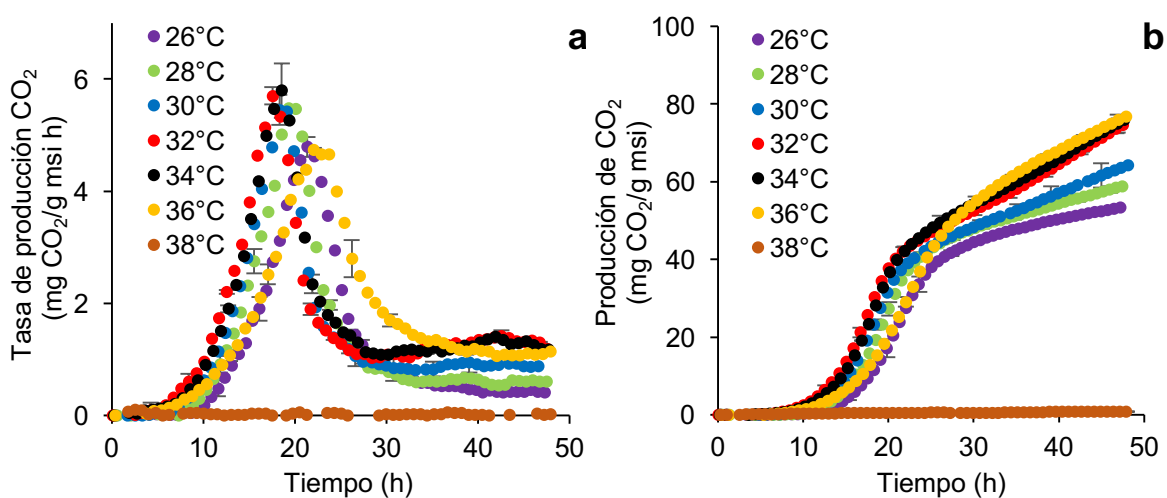 a
26°C
28°C
30°C
32°C
34°C
36°C
38°C
Tasa de producción CO₂
(mg CO₂/g msi h)
6
4
2
0
0 10 20 30 40 50
Tiempo (h)
b
26°C
28°C
30°C
32°C
34°C
36°C
38°C
Producción de CO₂
(mg CO₂/g msi)
100
80
60
40
20
0
0 10 20 30 40 50
Tiempo (h)